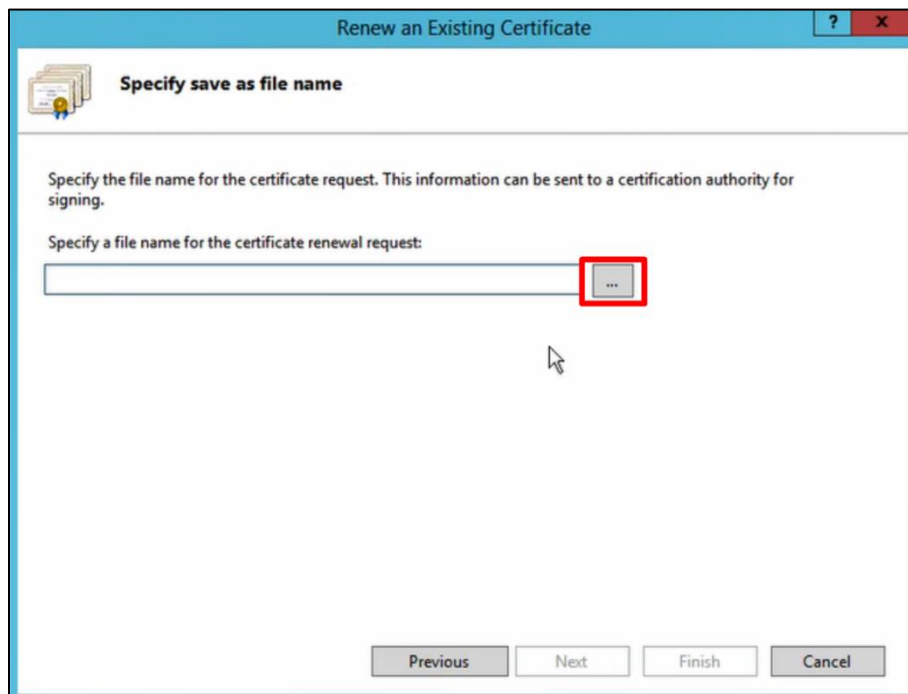 Renew an Existing Certificate
? x
Specify save as file name
Specify the file name for the certificate request. This information can be sent to a certification authority for
signing.
Specify a file name for the certificate renewal request:
...
Previous Next Finish Cancel